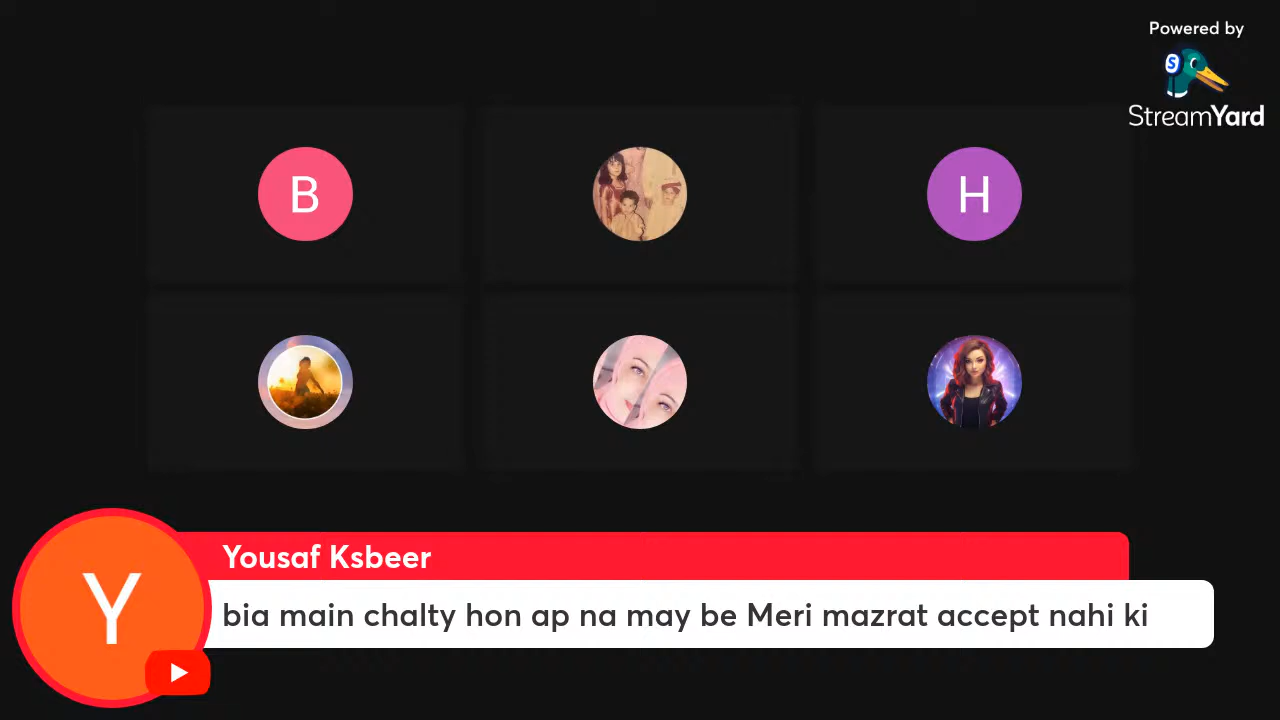 Powered by
S
StreamYard
B
H
Yousaf Ksbeer
Y
bia main chalty hon ap na may be Meri mazrat accept nahi ki